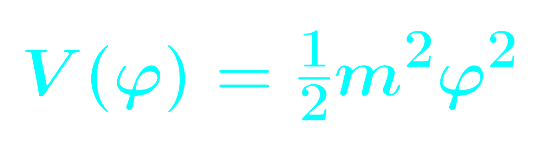 V(φ) = ½m²φ²